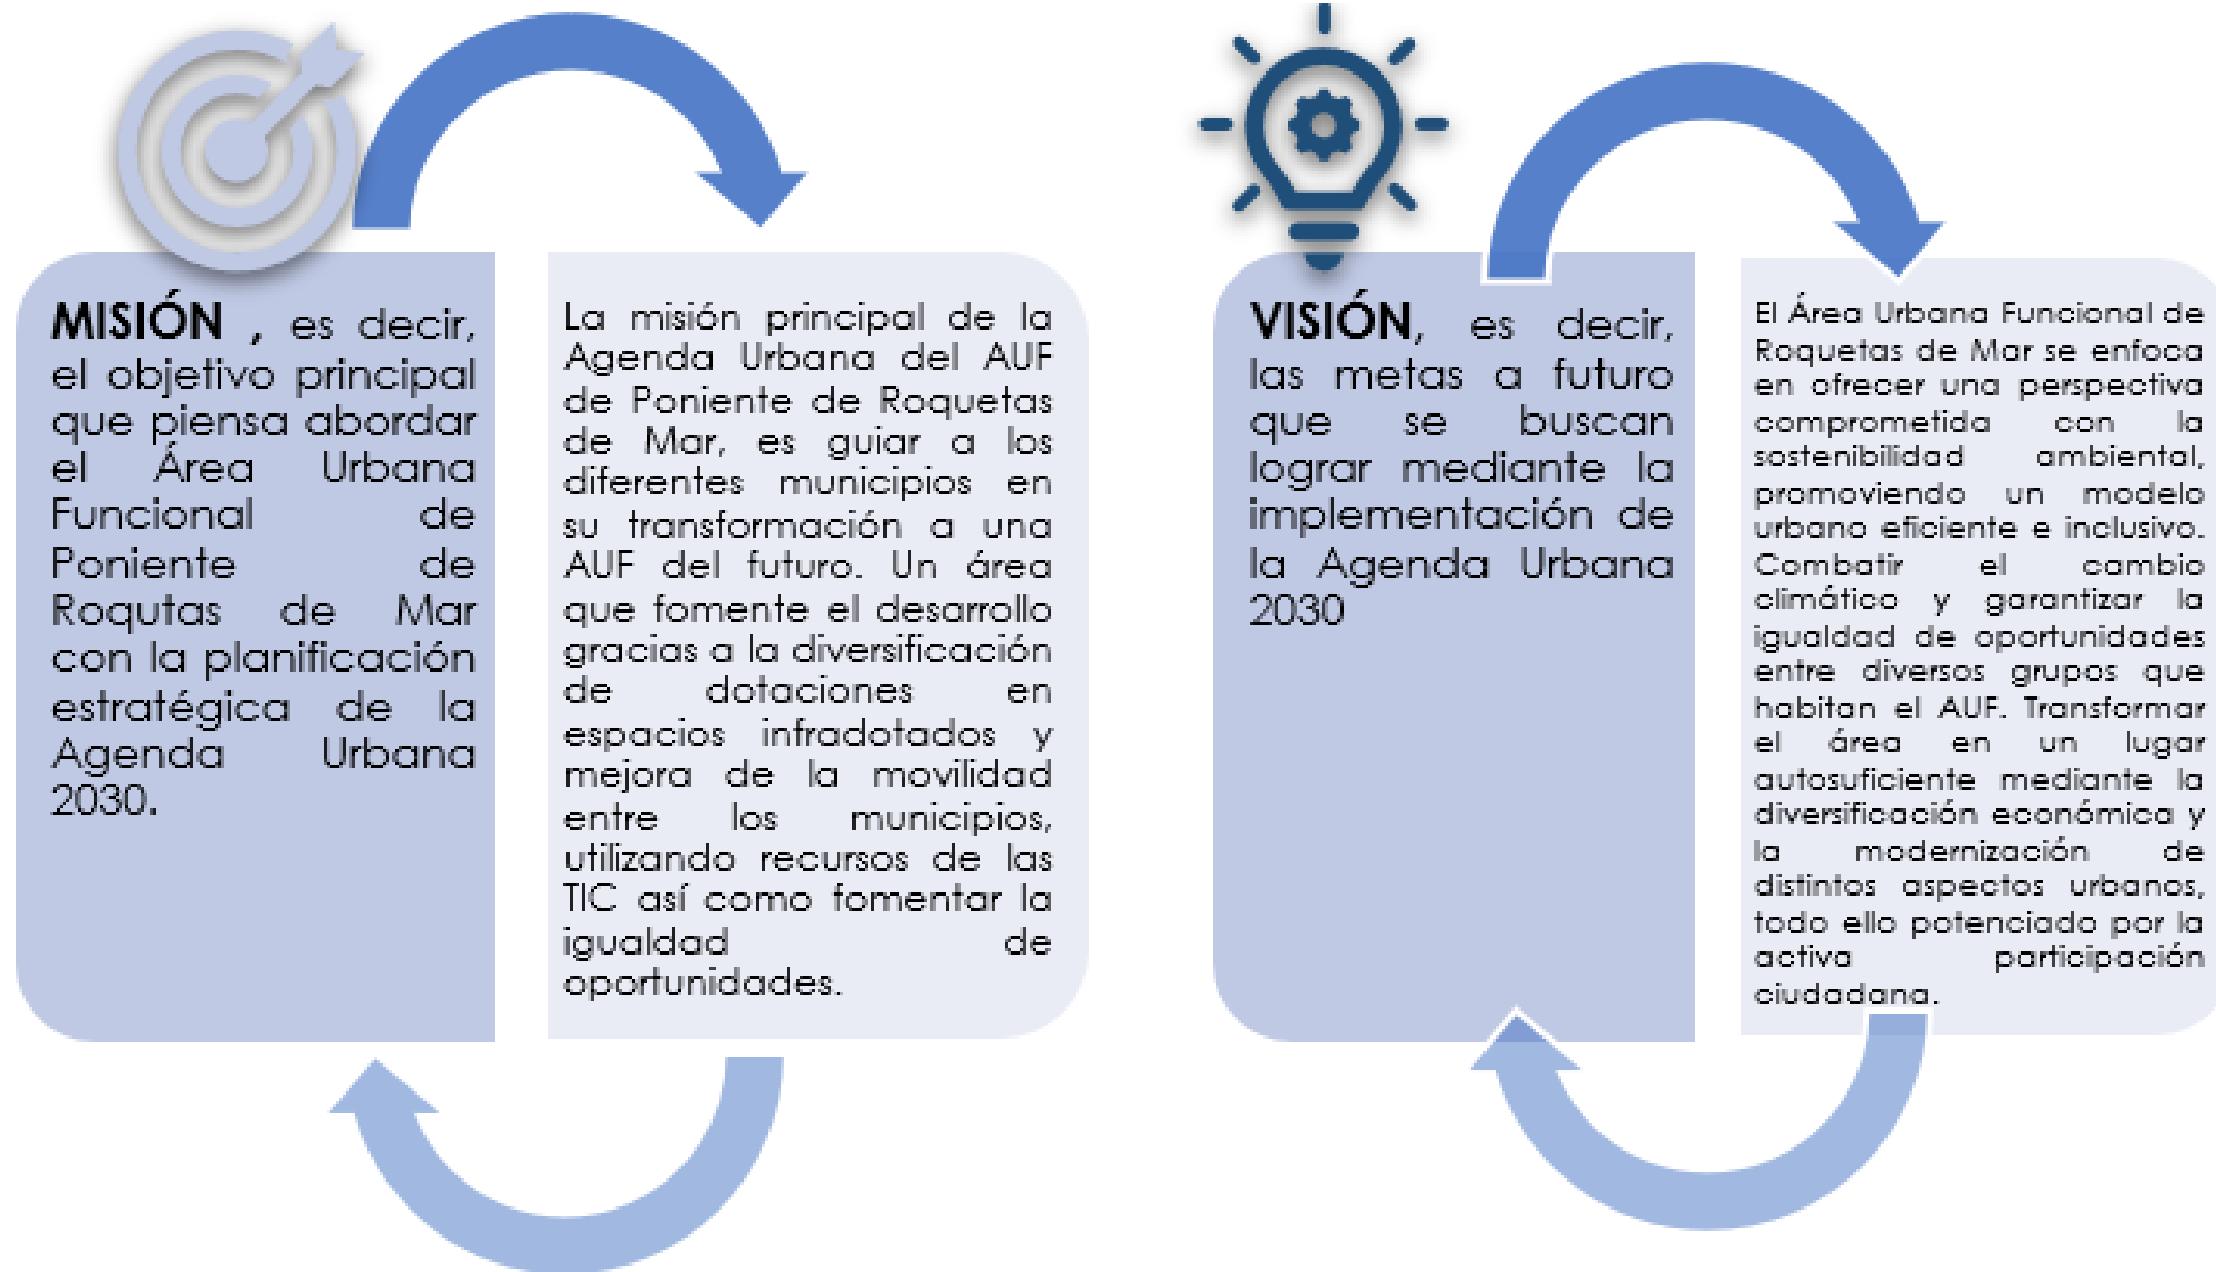 MISIÓN , es decir,
el objetivo principal
que piensa abordar
el Área Urbana
Funcional de
Poniente de
Roqutas de Mar
con la planificación
estratégica de la
Agenda Urbana
2030.
La misión principal de la
Agenda Urbana del AUF
de Poniente de Roquetas
de Mar, es guiar a los
diferentes municipios en
su transformación a una
AUF del futuro. Un área
que fomente el desarrollo
gracias a la diversificación
de dotaciones en
espacios infradotados y
mejora de la movilidad
entre los municipios,
utilizando recursos de las
TIC así como fomentar la
igualdad de
oportunidades.
VISIÓN, es decir,
las metas a futuro
que se buscan
lograr mediante la
implementación de
la Agenda Urbana
2030
El Área Urbana Funcional de
Roquetas de Mar se enfoca
en ofrecer una perspectiva
comprometida con la
sostenibilidad ambiental,
promoviendo un modelo
urbano eficiente e inclusivo.
Combatir el cambio
climático y garantizar la
igualdad de oportunidades
entre diversos grupos que
habitan el AUF. Transformar
el área en un lugar
autosuficiente mediante la
diversificación económica y
la modernización de
distintos aspectos urbanos,
todo ello potenciado por la
activa participación
ciudadana.